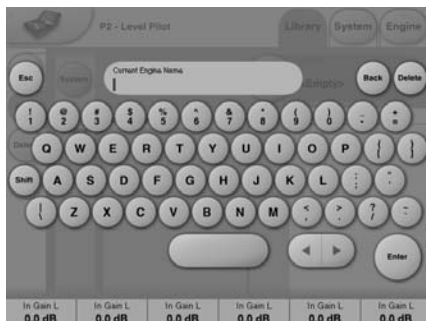 P2 - Level Pilot
Library System Engine
Esc
System
Current Engine Name
<Empty>
Back Delete
! 1 @ 2 # 3 $ 4 % 5 ^ 6 & 7 * 8 ( 9 ) 0 + =
Q W E R T Y U I O P { }
Shift A S D F G H J K L : ;
Z X C V B N M < > ? /
Enter
In Gain L In Gain L In Gain L In Gain L In Gain L In Gain L
0.0 dB 0.0 dB 0.0 dB 0.0 dB 0.0 dB 0.0 dB